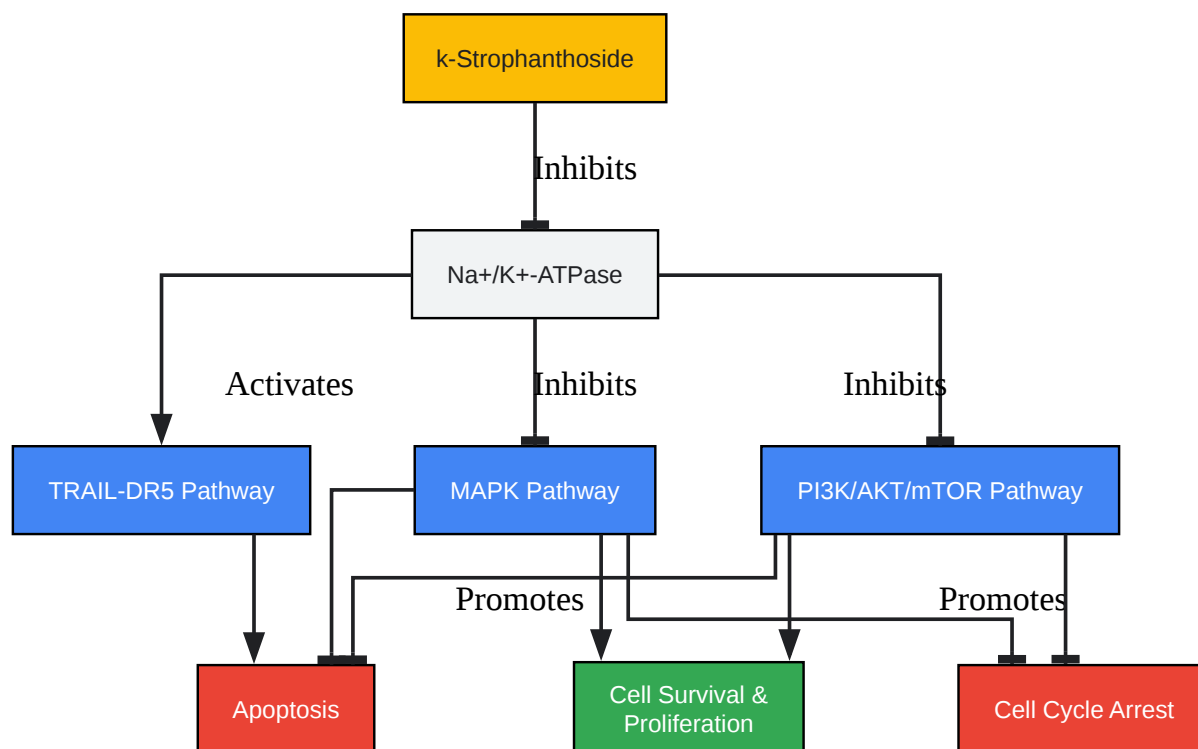 k-Strophanthoside
Inhibits
Na+/K+-ATPase
Activates
Inhibits
Inhibits
TRAIL-DR5 Pathway
MAPK Pathway
PI3K/AKT/mTOR Pathway
Promotes
Promotes
Apoptosis
Cell Survival &
Proliferation
Cell Cycle Arrest